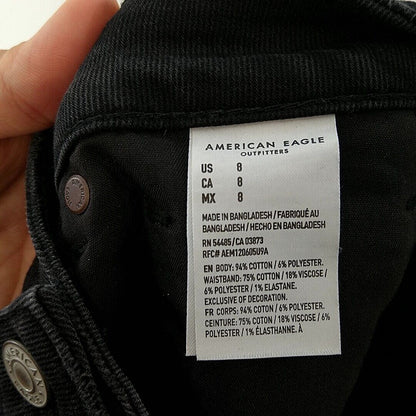 AMERICAN EAGLE
OUTFITTERS
US 8
CA 8
MX 8
MADE IN BANGLADESH / FABRIQUÉ AU
BANGLADESH / HECHO EN BANGLADESH
RN 54485/CA 03873
RFC# AEM120605U9A
EN BODY: 94% COTTON / 6% POLYESTER.
WAISTBAND: 75% COTTON / 18% VISCOSE /
6% POLYESTER / 1% ELASTANE.
EXCLUSIVE OF DECORATION.
FR CORPS: 94% COTON / 6% POLYESTER.
CEINTURE: 75% COTON / 18% VISCOSE / 6%
POLYESTER / 1% ÉLASTHANNE. À
AMERICAN